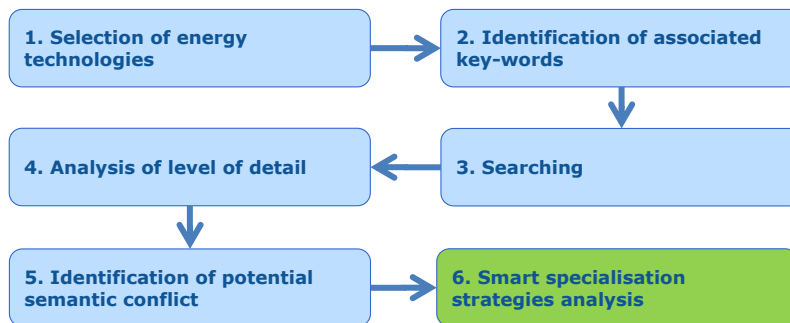 1. Selection of energy
technologies
2. Identification of associated
key-words
3. Searching
4. Analysis of level of detail
5. Identification of potential
semantic conflict
6. Smart specialisation
strategies analysis